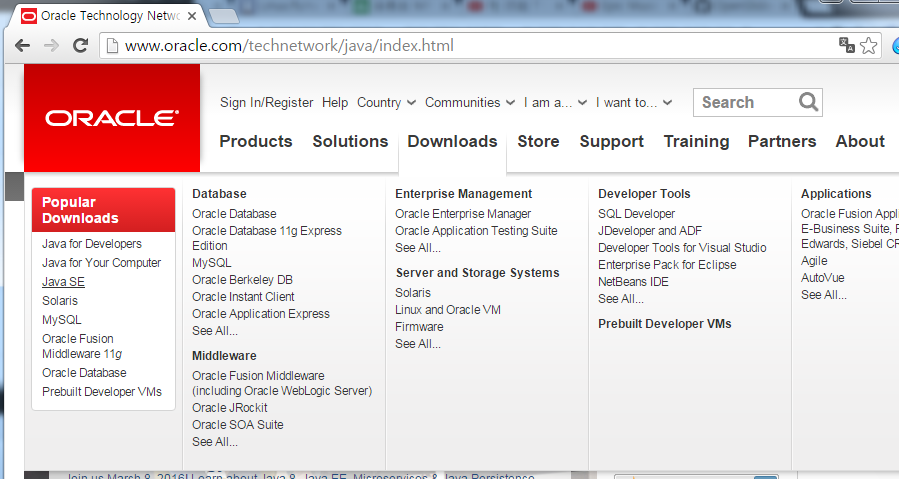 Oracle Technology Netw
www.oracle.com/technetwork/java/index.html
ORACLE
Sign In/Register Help Country Communities I am a... I want to... Search
Products Solutions Downloads Store Support Training Partners About
Popular
Downloads
Java for Developers
Java for Your Computer
Java SE
Solaris
MySQL
Oracle Fusion
Middleware 11g
Oracle Database
Prebuilt Developer VMs
Database
Oracle Database
Oracle Database 11g Express
Edition
MySQL
Oracle Berkeley DB
Oracle Instant Client
Oracle Application Express
See All...
Middleware
Oracle Fusion Middleware
(including Oracle WebLogic Server)
Oracle JRockit
Oracle SOA Suite
See All...
Enterprise Management
Oracle Enterprise Manager
Oracle Application Testing Suite
See All...
Server and Storage Systems
Solaris
Linux and Oracle VM
Firmware
See All...
Developer Tools
SQL Developer
JDeveloper and ADF
Developer Tools for Visual Studio
Enterprise Pack for Eclipse
NetBeans IDE
See All...
Prebuilt Developer VMs
Applications
Oracle Fusion Appl
E-Business Suite,
Edwards, Siebel CR
Agile
AutoVue
See All...
Join us March 8, 2016! Learn about Java 8, Java EE, Microservices & Java Persistence